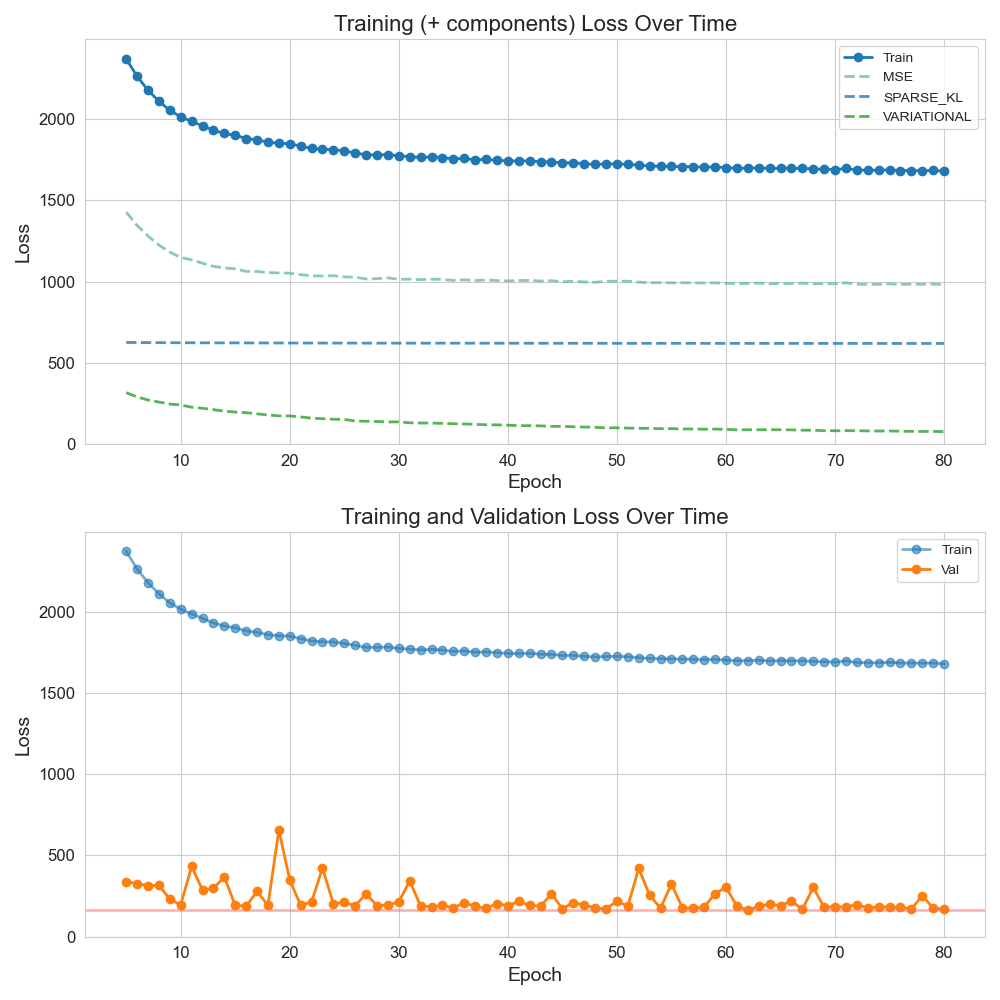 Training (+ components) Loss Over Time
Train
MSE
SPARSE_KL
VARIATIONAL
2000
1500
1000
500
0
Loss
10 20 30 40 50 60 70 80
Epoch
Training and Validation Loss Over Time
Train
Val
2000
1500
1000
500
0
Loss
10 20 30 40 50 60 70 80
Epoch